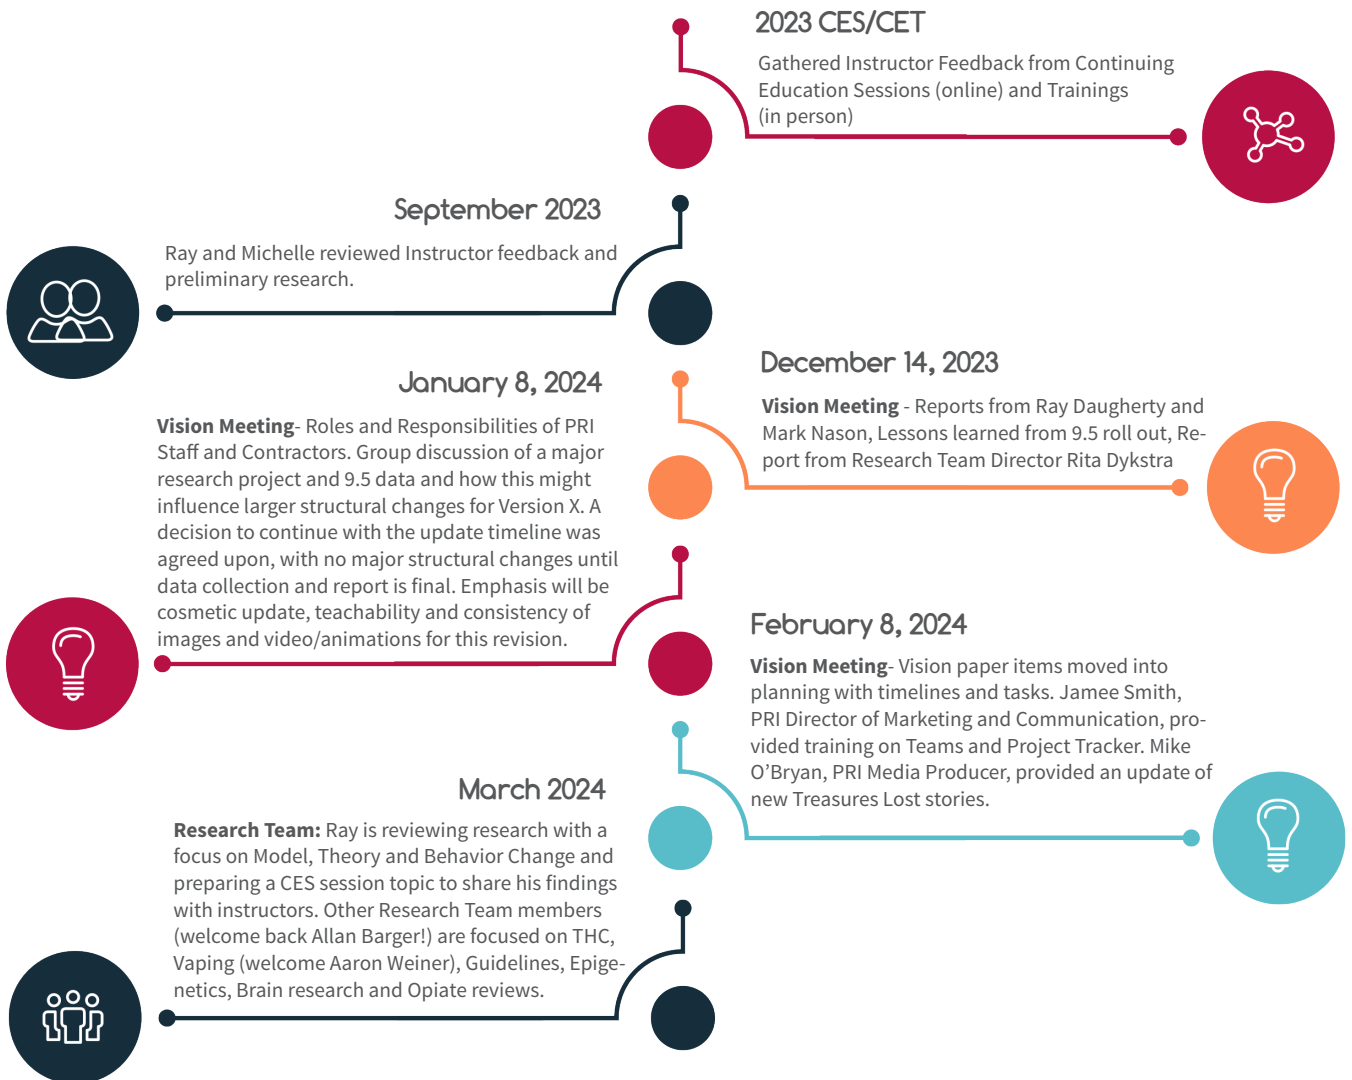 2023 CES/CET
Gathered Instructor Feedback from Continuing
Education Sessions (online) and Trainings
(in person)
September 2023
Ray and Michelle reviewed Instructor feedback and
preliminary research.
December 14, 2023
Vision Meeting - Reports from Ray Daugherty and
Mark Nason, Lessons learned from 9.5 roll out, Re-
port from Research Team Director Rita Dykstra
January 8, 2024
Vision Meeting- Roles and Responsibilities of PRI
Staff and Contractors. Group discussion of a major
research project and 9.5 data and how this might
influence larger structural changes for Version X. A
decision to continue with the update timeline was
agreed upon, with no major structural changes until
data collection and report is final. Emphasis will be
cosmetic update, teachability and consistency of
images and video/animations for this revision.
February 8, 2024
Vision Meeting- Vision paper items moved into
planning with timelines and tasks. Jamee Smith,
PRI Director of Marketing and Communication, pro-
vided training on Teams and Project Tracker. Mike
O’Bryan, PRI Media Producer, provided an update of
new Treasures Lost stories.
March 2024
Research Team: Ray is reviewing research with a
focus on Model, Theory and Behavior Change and
preparing a CES session topic to share his findings
with instructors. Other Research Team members
(welcome back Allan Barger!) are focused on THC,
Vaping (welcome Aaron Weiner), Guidelines, Epige-
netics, Brain research and Opiate reviews.